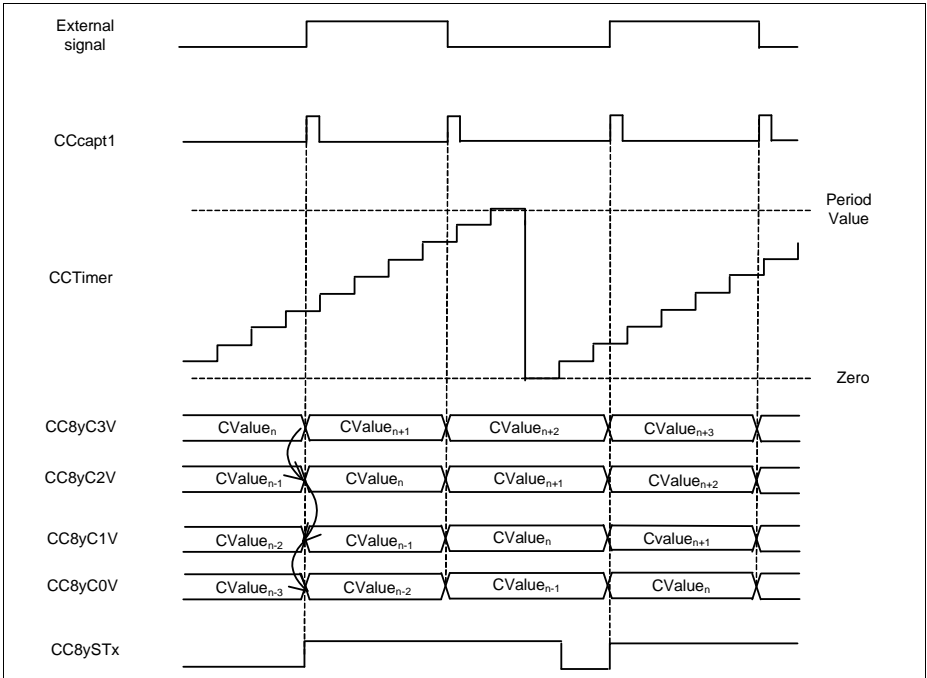 External
signal
CCcapt1
Period
Value
CCTimer
Zero
CC8yC3V CValueₙ CValueₙ₊₁ CValueₙ₊₂ CValueₙ₊₃
CC8yC2V CValueₙ₋₁ CValueₙ CValueₙ₊₁ CValueₙ₊₂
CC8yC1V CValueₙ₋₂ CValueₙ₋₁ CValueₙ Cvalueₙ₊₁
CC8yC0V CValueₙ₋₃ CValueₙ₋₂ CValueₙ₋₁ CValueₙ
CC8ySTx